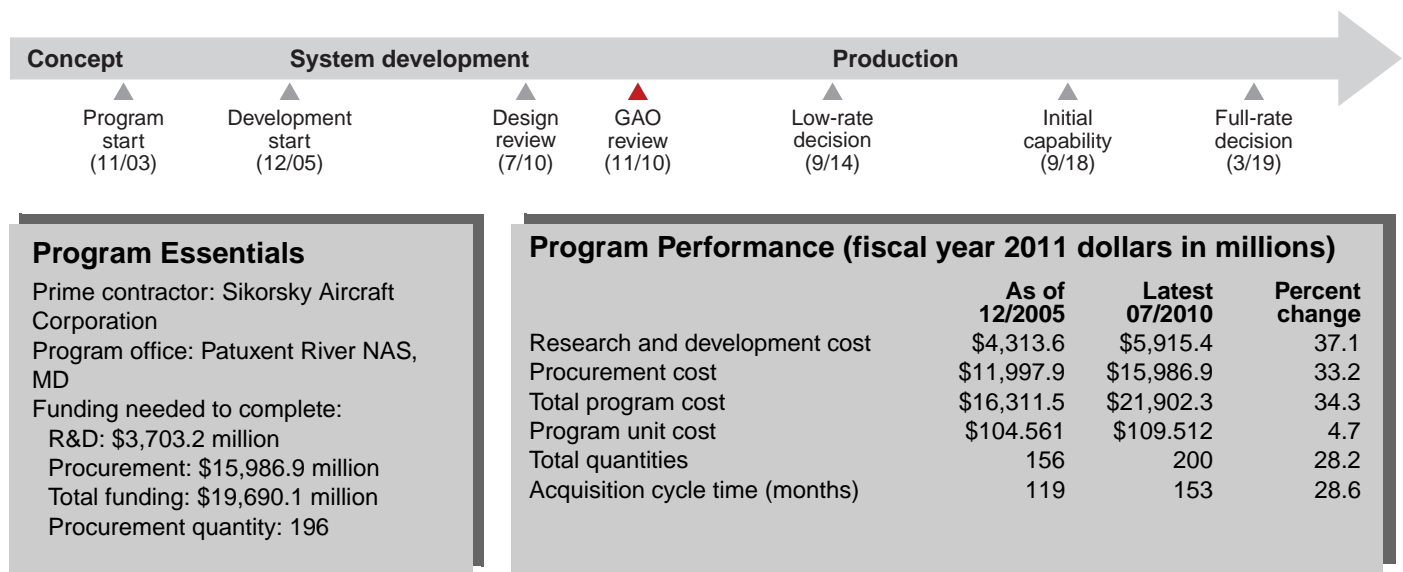 Concept System development Production
Program start (11/03)
Development start (12/05)
Design review (7/10)
GAO review (11/10)
Low-rate decision (9/14)
Initial capability (9/18)
Full-rate decision (3/19)
Program Essentials
Prime contractor: Sikorsky Aircraft
Corporation
Program office: Patuxent River NAS,
MD
Funding needed to complete:
R&D: $3,703.2 million
Procurement: $15,986.9 million
Total funding: $19,690.1 million
Procurement quantity: 196
Program Performance (fiscal year 2011 dollars in millions)
As of 12/2005 Latest 07/2010 Percent change
Research and development cost $4,313.6 $5,915.4 37.1
Procurement cost $11,997.9 $15,986.9 33.2
Total program cost $16,311.5 $21,902.3 34.3
Program unit cost $104.561 $109.512 4.7
Total quantities 156 200 28.2
Acquisition cycle time (months) 119 153 28.6